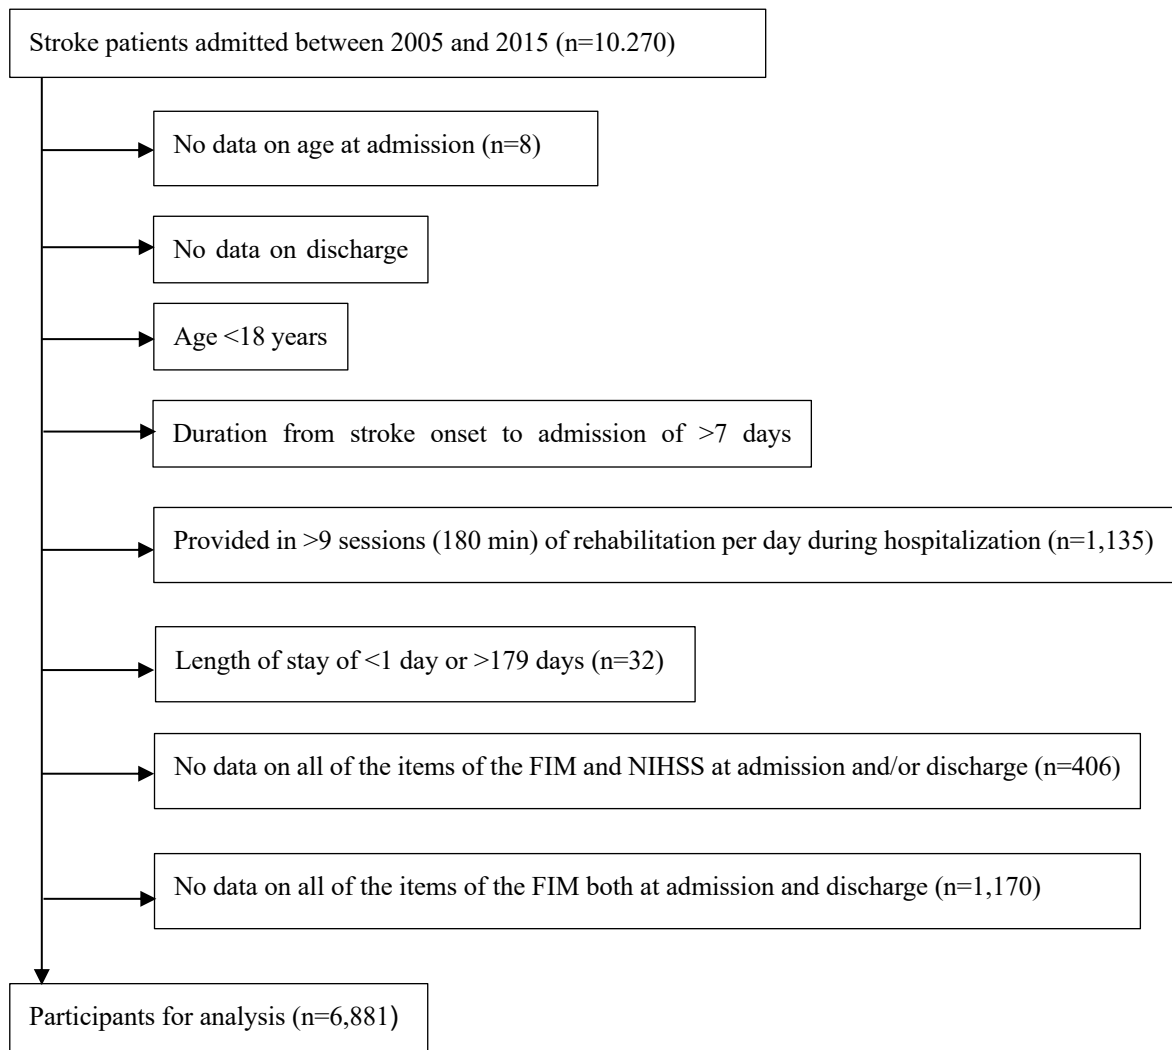 Stroke patients admitted between 2005 and 2015 (n=10.270)
No data on age at admission (n=8)
No data on discharge
Age <18 years
Duration from stroke onset to admission of >7 days
Provided in >9 sessions (180 min) of rehabilitation per day during hospitalization (n=1,135)
Length of stay of <1 day or >179 days (n=32)
No data on all of the items of the FIM and NIHSS at admission and/or discharge (n=406)
No data on all of the items of the FIM both at admission and discharge (n=1,170)
Participants for analysis (n=6,881)